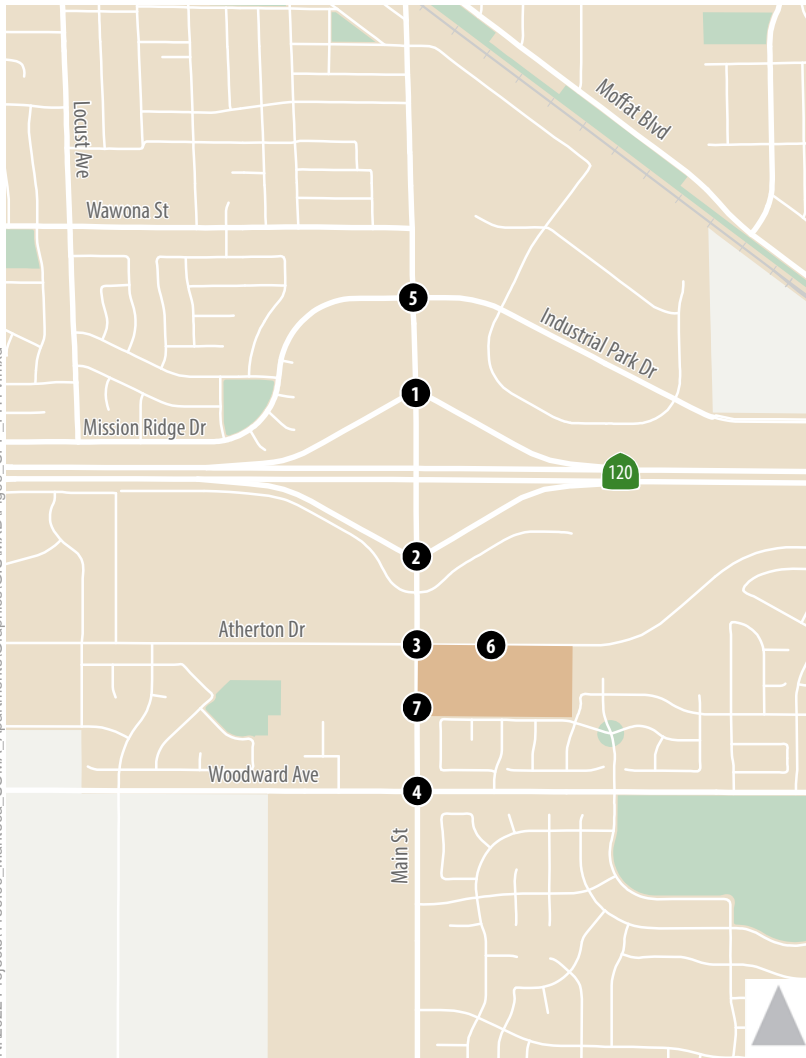 Moffat Blvd
Locust Ave
Wawona St
5
Industrial Park Dr
1
Mission Ridge Dr
120
2
Atherton Dr
3
6
7
Woodward Ave
4
Main St